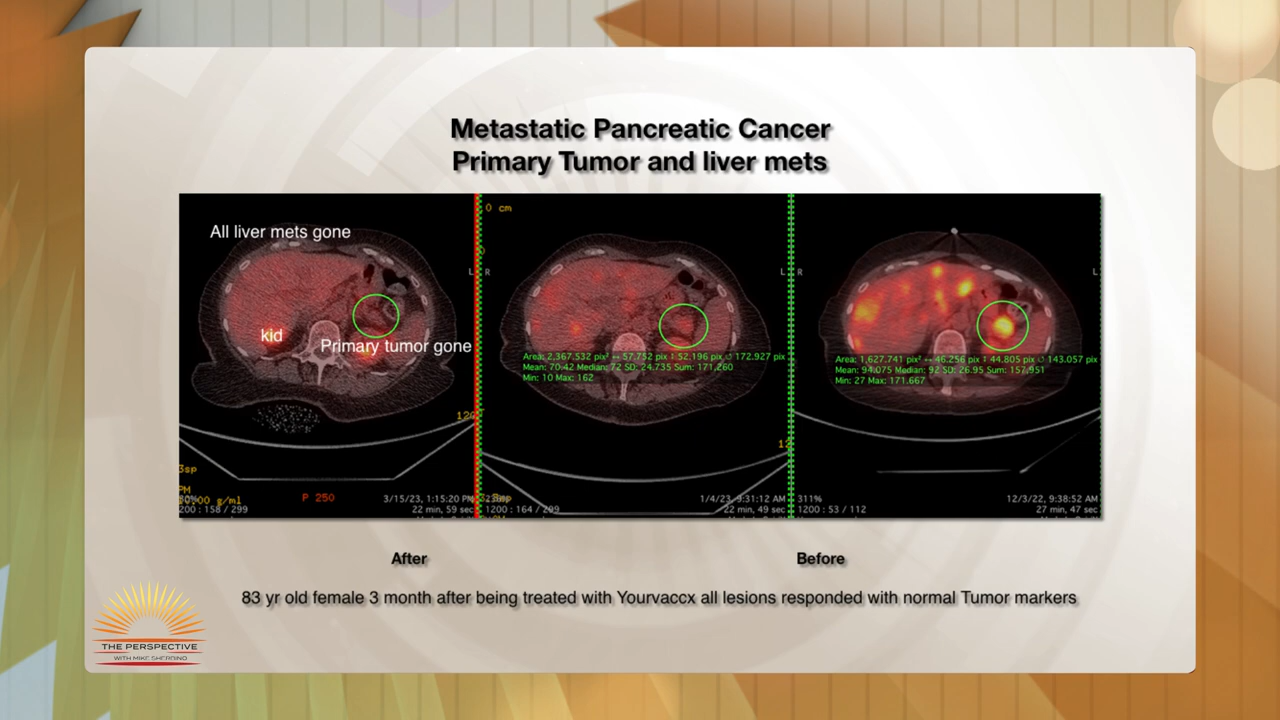 Metastatic Pancreatic Cancer
Primary Tumor and liver mets
All liver mets gone
kid
Primary tumor gone
L
120
3sp
PM
00 g/ml
P 250
3/15/23, 1:15:20 PM
200 : 158 / 299
22 min, 59 sec
0 cm
R
L
Area: 2,367.532 pix² ↔ 57.752 pix ↕ 52.196 pix ○ 172.927 pix
Mean: 70.42 Median: 72 SD: 24.735 Sum: 171,260
Min: 10 Max: 162
12
1/4/23, 9:31:12 AM
1200 : 164 / 299
22 min, 49 sec
R
L
Area: 1,627.741 pix² ↔ 46.256 pix ↕ 44.805 pix ○ 143.057 pix
Mean: 94.075 Median: 92 SD: 26.95 Sum: 157,951
Min: 27 Max: 171.667
311%
12/3/22, 9:38:52 AM
1200 : 53 / 112
27 min, 47 sec
After
Before
83 yr old female 3 month after being treated with Yourvaccx all lesions responded with normal Tumor markers
THE PERSPECTIVE
WITH MIKE